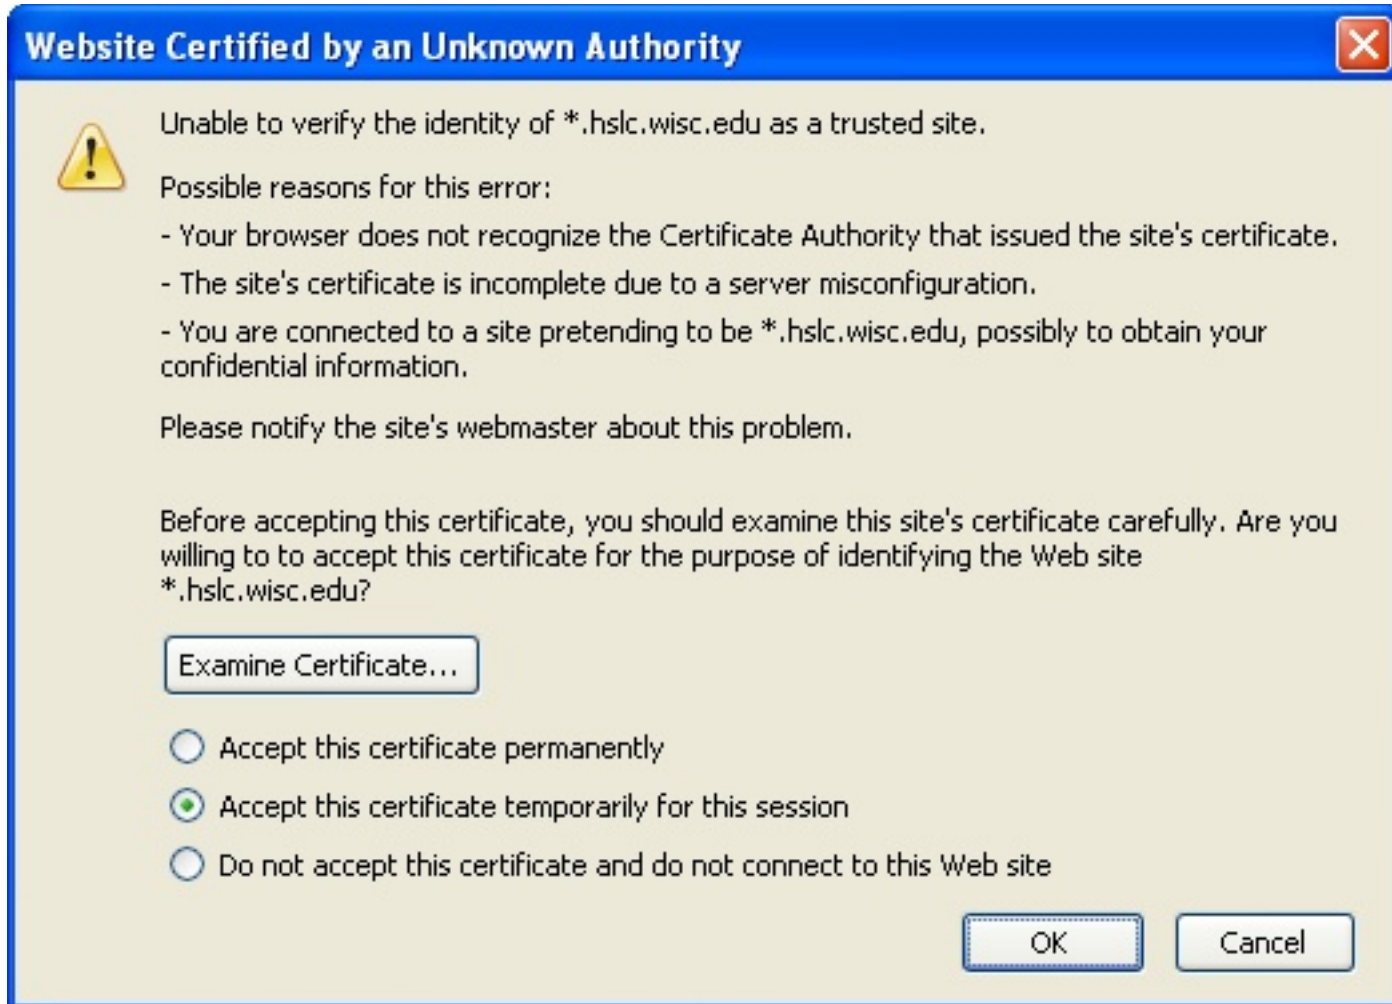 Website Certified by an Unknown Authority
Unable to verify the identity of *.hslc.wisc.edu as a trusted site.
Possible reasons for this error:
- Your browser does not recognize the Certificate Authority that issued the site's certificate.
- The site's certificate is incomplete due to a server misconfiguration.
- You are connected to a site pretending to be *.hslc.wisc.edu, possibly to obtain your
confidential information.
Please notify the site's webmaster about this problem.
Before accepting this certificate, you should examine this site's certificate carefully. Are you
willing to to accept this certificate for the purpose of identifying the Web site
*.hslc.wisc.edu?
Examine Certificate...
Accept this certificate permanently
Accept this certificate temporarily for this session
Do not accept this certificate and do not connect to this Web site
OK Cancel